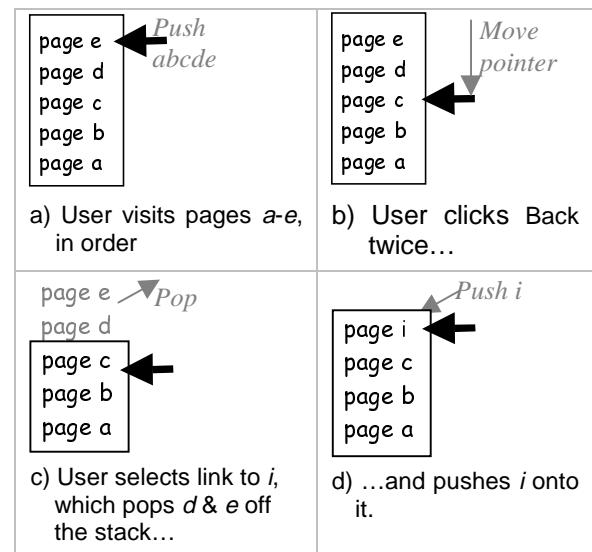 page e
page d
page c
page b
page a
Push
abcde
a) User visits pages a-e,
in order
page e
page d
page c
page b
page a
Move
pointer
b) User clicks Back
twice…
page e
page d
Pop
page c
page b
page a
c) User selects link to i,
which pops d & e off
the stack…
Push i
page i
page c
page b
page a
d) …and pushes i onto
it.